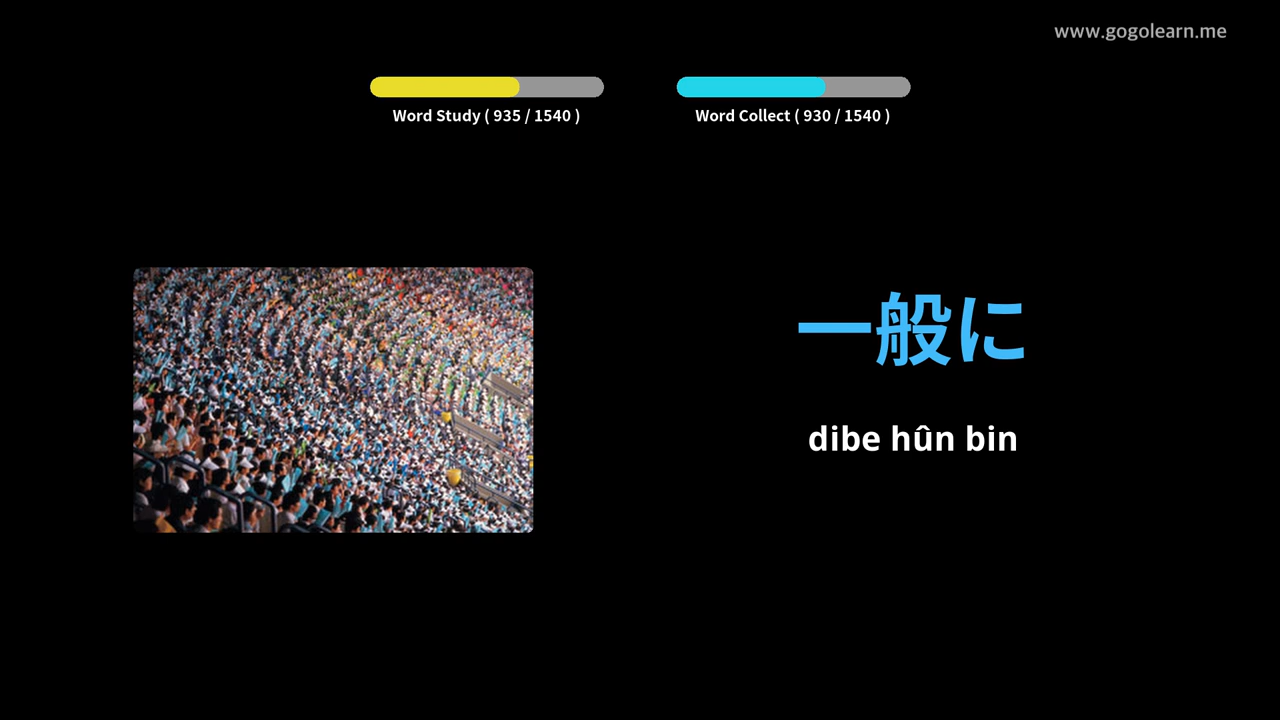 www.gogolearn.me
Word Study ( 935 / 1540 )
Word Collect ( 930 / 1540 )
一般に
dibe hûn bin